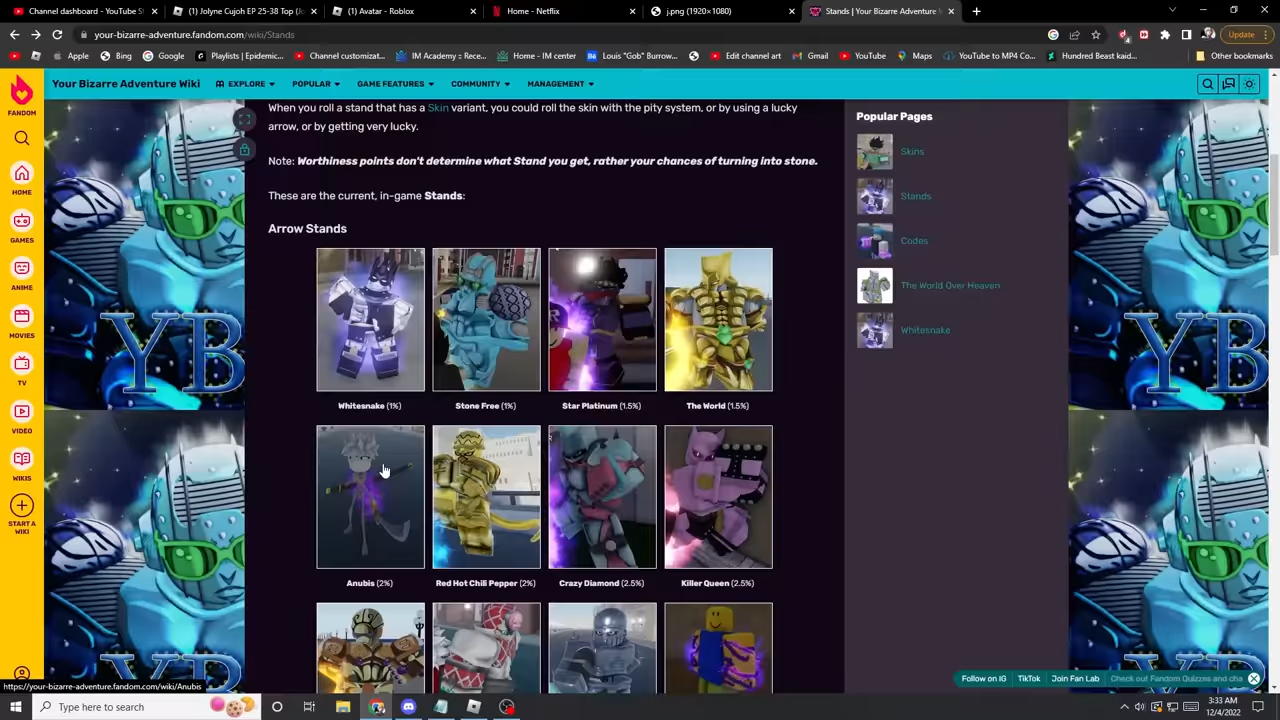 Channel dashboard - YouTube S
(1) Jolyne Cujoh EP 25-38 Top (J
(1) Avatar - Roblox
Home - Netflix
j.png (1920×1080)
Stands | Your Bizarre Adventure W
your-bizarre-adventure.fandom.com/wiki/Stands
Update
Apple
Bing
Google
Playlists | Epidemic...
Channel customizat...
IM Academy :: Rece...
Home - IM center
Louis "Gob" Burrow...
Edit channel art
Gmail
YouTube
Maps
YouTube to MP4 Co...
Hundred Beast kaid...
Other bookmarks
FANDOM
Your Bizarre Adventure Wiki
EXPLORE
POPULAR
GAME FEATURES
COMMUNITY
MANAGEMENT
HOME
GAMES
ANIME
MOVIES
TV
VIDEO
WIKIS
START A
WIKI
When you roll a stand that has a Skin variant, you could roll the skin with the pity system, or by using a lucky
arrow, or by getting very lucky.
Note: Worthiness points don't determine what Stand you get, rather your chances of turning into stone.
These are the current, in-game Stands:
Arrow Stands
Whitesnake (1%)
Stone Free (1%)
Star Platinum (1.5%)
The World (1.5%)
Anubis (2%)
Red Hot Chili Pepper (2%)
Crazy Diamond (2.5%)
Killer Queen (2.5%)
Popular Pages
Skins
Stands
Codes
The World Over Heaven
Whitesnake
YB
YB
YB
YB
Follow on IG
TikTok
Join Fan Lab
Check out Fandom Quizzes and cha
https://your-bizarre-adventure.fandom.com/wiki/Anubis
Type here to search
3:33 AM
12/4/2022